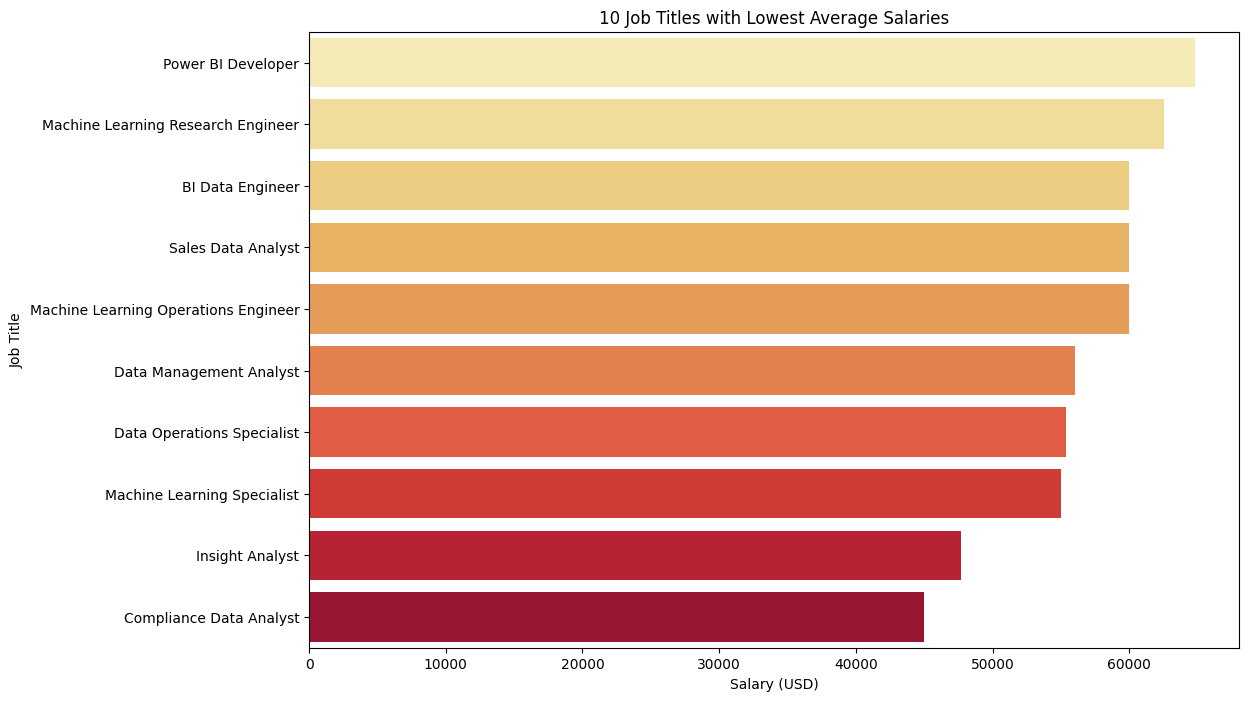 10 Job Titles with Lowest Average Salaries
Job Title
Power BI Developer
Machine Learning Research Engineer
BI Data Engineer
Sales Data Analyst
Machine Learning Operations Engineer
Data Management Analyst
Data Operations Specialist
Machine Learning Specialist
Insight Analyst
Compliance Data Analyst
0 10000 20000 30000 40000 50000 60000
Salary (USD)